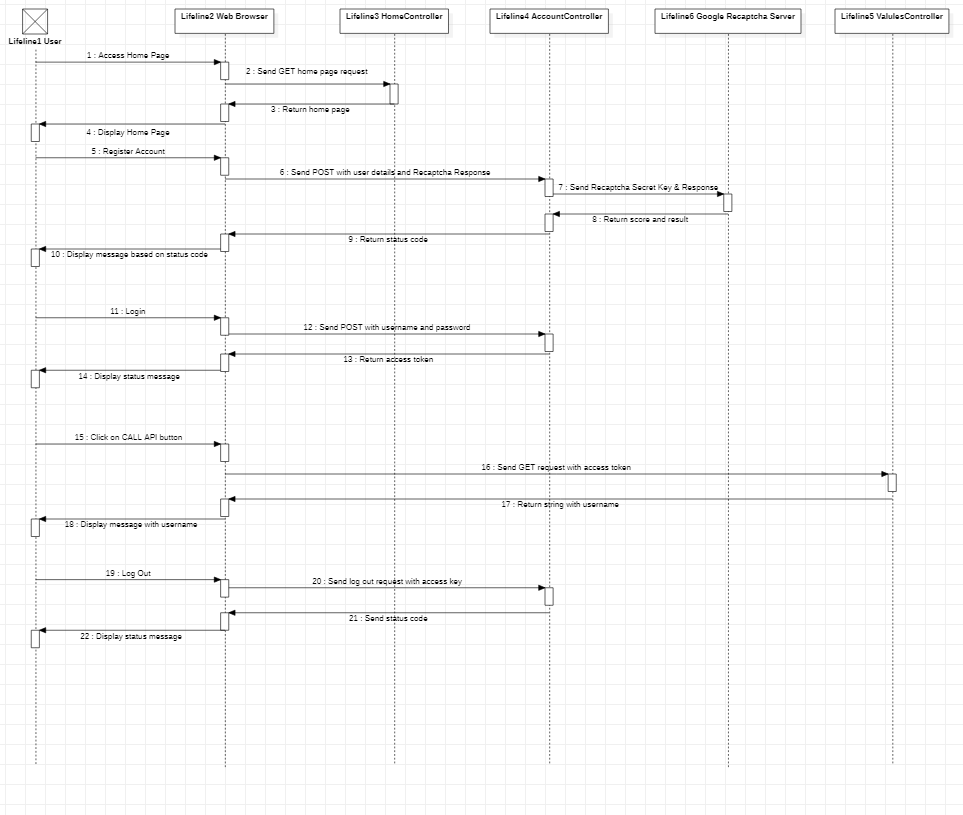 Lifeline1 User
Lifeline2 Web Browser
Lifeline3 HomeController
Lifeline4 AccountController
Lifeline6 Google Recaptcha Server
Lifeline5 ValulesController
1 : Access Home Page
2 : Send GET home page request
3 : Return home page
4 : Display Home Page
5 : Register Account
6 : Send POST with user details and Recaptcha Response
7 : Send Recaptcha Secret Key & Response
8 : Return score and result
9 : Return status code
10 : Display message based on status code
11 : Login
12 : Send POST with username and password
13 : Return access token
14 : Display status message
15 : Click on CALL API button
16 : Send GET request with access token
17 : Return string with username
18 : Display message with username
19 : Log Out
20 : Send log out request with access key
21 : Send status code
22 : Display status message